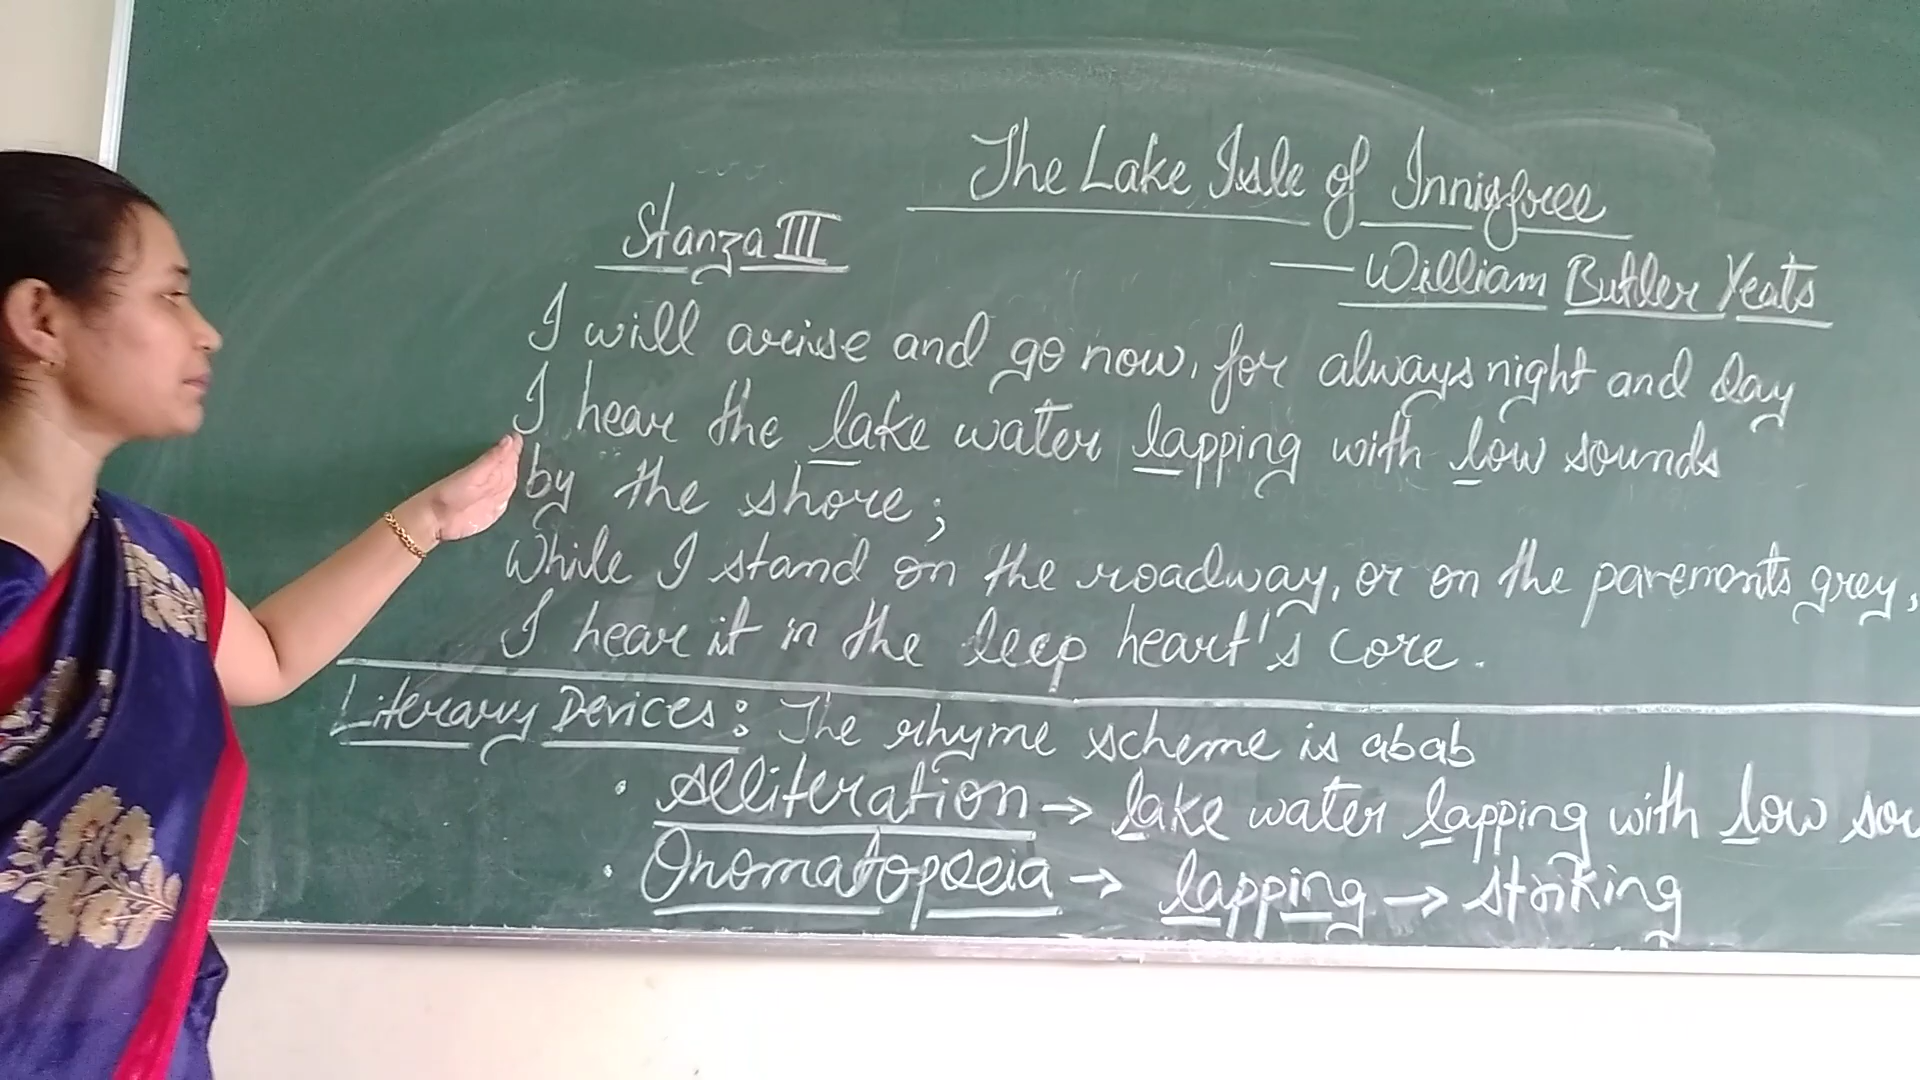 The Lake Isle of Innisfree
Stanza III
— William Butler Yeats
I will arise and go now, for always night and day
I hear the lake water lapping with low sounds
by the shore;
While I stand on the roadway, or on the pavements grey,
I hear it in the deep heart's core.
Literary Devices: The rhyme scheme is abab
• Alliteration → lake water lapping with low sou
• Onomatopoeia → lapping → striking